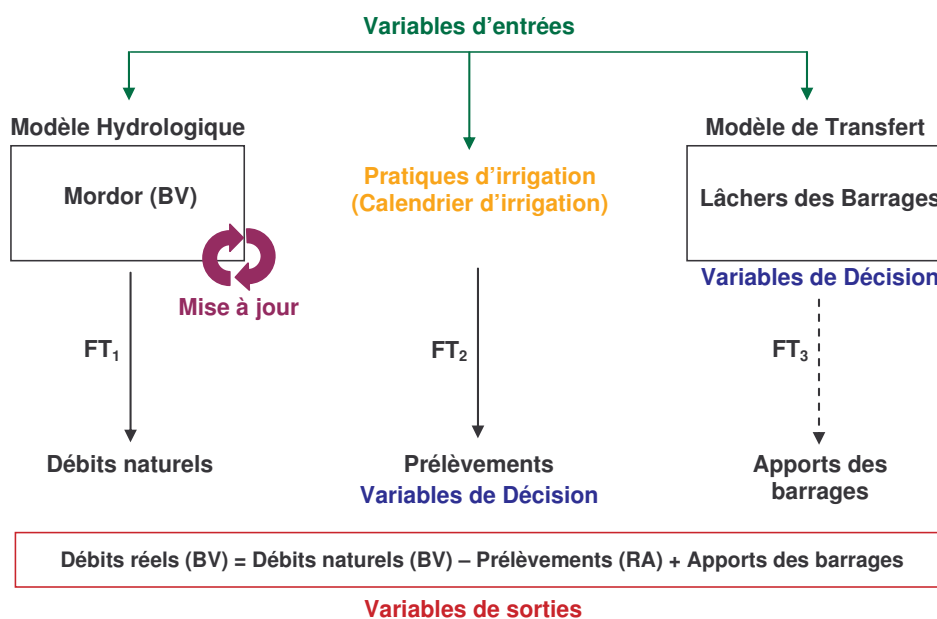 Variables d'entrées
Modèle Hydrologique
Mordor (BV)
Mise à jour
FT₁
Débits naturels
Pratiques d'irrigation
(Calendrier d'irrigation)
FT₂
Prélèvements
Variables de Décision
Modèle de Transfert
Lâchers des Barrages
Variables de Décision
FT₃
Apports des
barrages
Débits réels (BV) = Débits naturels (BV) – Prélèvements (RA) + Apports des barrages
Variables de sorties